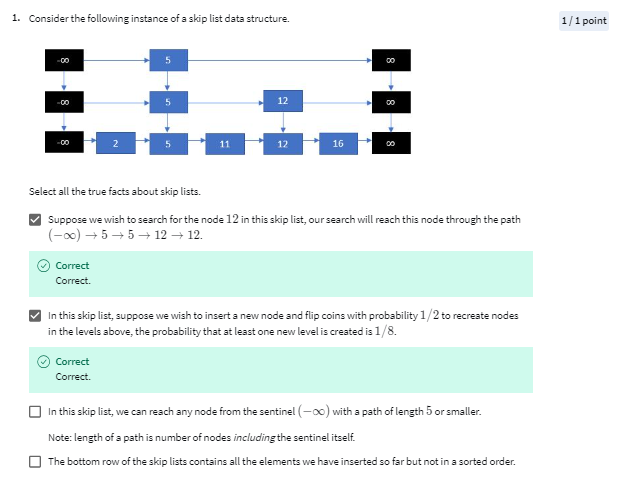 1. Consider the following instance of a skip list data structure.
1 / 1 point
-∞ 5 ∞
-∞ 5 12 ∞
-∞ 2 5 11 12 16 ∞
Select all the true facts about skip lists.
Suppose we wish to search for the node 12 in this skip list, our search will reach this node through the path
(−∞) → 5 → 5 → 12 → 12.
Correct
Correct.
In this skip list, suppose we wish to insert a new node and flip coins with probability 1/2 to recreate nodes
in the levels above, the probability that at least one new level is created is 1/8.
Correct
Correct.
In this skip list, we can reach any node from the sentinel (−∞) with a path of length 5 or smaller.
Note: length of a path is number of nodes including the sentinel itself.
The bottom row of the skip lists contains all the elements we have inserted so far but not in a sorted order.